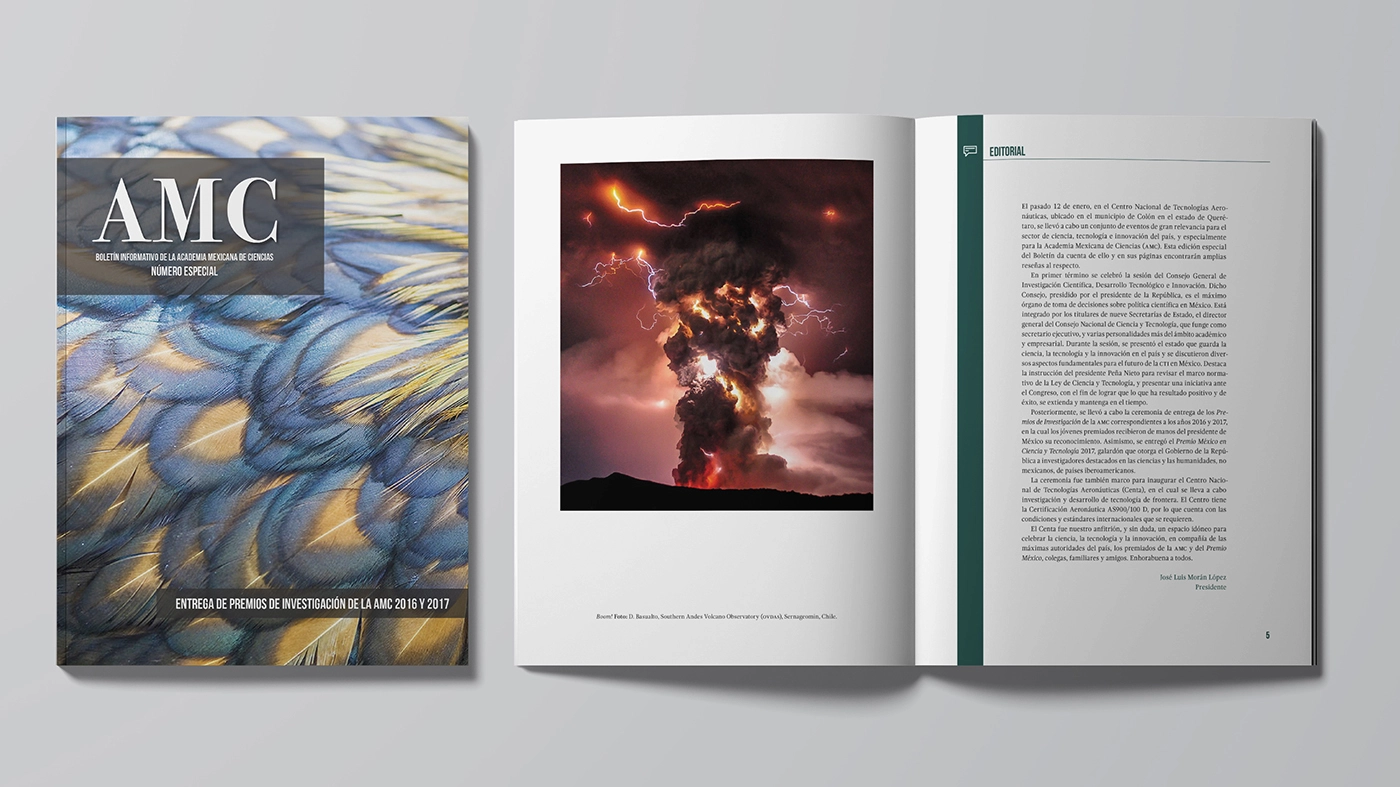 AMC
BOLETÍN INFORMATIVO DE LA ACADEMIA MEXICANA DE CIENCIAS
NÚMERO ESPECIAL
ENTREGA DE PREMIOS DE INVESTIGACIÓN DE LA AMC 2016 Y 2017
Boom! Foto: D. Basualto, Southern Andes Volcano Observatory (OVDAS), Sernageomin, Chile.
EDITORIAL
El pasado 12 de enero, en el Centro Nacional de Tecnologías Aero-
náuticas, ubicado en el municipio de Colón en el estado de Queré-
taro, se llevó a cabo un conjunto de eventos de gran relevancia para el
sector de ciencia, tecnología e innovación del país, y especialmente
para la Academia Mexicana de Ciencias (AMC). Esta edición especial
del Boletín da cuenta de ello y en sus páginas encontrarán amplias
reseñas al respecto.
En primer término se celebró la sesión del Consejo General de
Investigación Científica, Desarrollo Tecnológico e Innovación. Dicho
Consejo, presidido por el presidente de la República, es el máximo
órgano de toma de decisiones sobre política científica en México. Está
integrado por los titulares de nueve Secretarías de Estado, el director
general del Consejo Nacional de Ciencia y Tecnología, que funge como
secretario ejecutivo, y varias personalidades más del ámbito académico
y empresarial. Durante la sesión, se presentó el estado que guarda la
ciencia, la tecnología y la innovación en el país y se discutieron diver-
sos aspectos fundamentales para el futuro de la CTI en México. Destaca
la instrucción del presidente Peña Nieto para revisar el marco norma-
tivo de la Ley de Ciencia y Tecnología, y presentar una iniciativa ante
el Congreso, con el fin de lograr que lo que ha resultado positivo y de
éxito, se extienda y mantenga en el tiempo.
Posteriormente, se llevó a cabo la ceremonia de entrega de los Pre-
mios de Investigación de la AMC correspondientes a los años 2016 y 2017,
en la cual los jóvenes premiados recibieron de manos del presidente de
México su reconocimiento. Asimismo, se entregó el Premio México en
Ciencia y Tecnología 2017, galardón que otorga el Gobierno de la Repú-
blica a investigadores destacados en las ciencias y las humanidades, no
mexicanos, de países iberoamericanos.
La ceremonia fue también marco para inaugurar el Centro Nacio-
nal de Tecnologías Aeronáuticas (Centa), en el cual se lleva a cabo
investigación y desarrollo de tecnología de frontera. El Centro tiene
la Certificación Aeronáutica AS900/100 D, por lo que cuenta con las
condiciones y estándares internacionales que se requieren.
El Centa fue nuestro anfitrión, y sin duda, un espacio idóneo para
celebrar la ciencia, la tecnología y la innovación, en compañía de las
máximas autoridades del país, los premiados de la AMC y del Premio
México, colegas, familiares y amigos. Enhorabuena a todos.
José Luis Morán López
Presidente
5